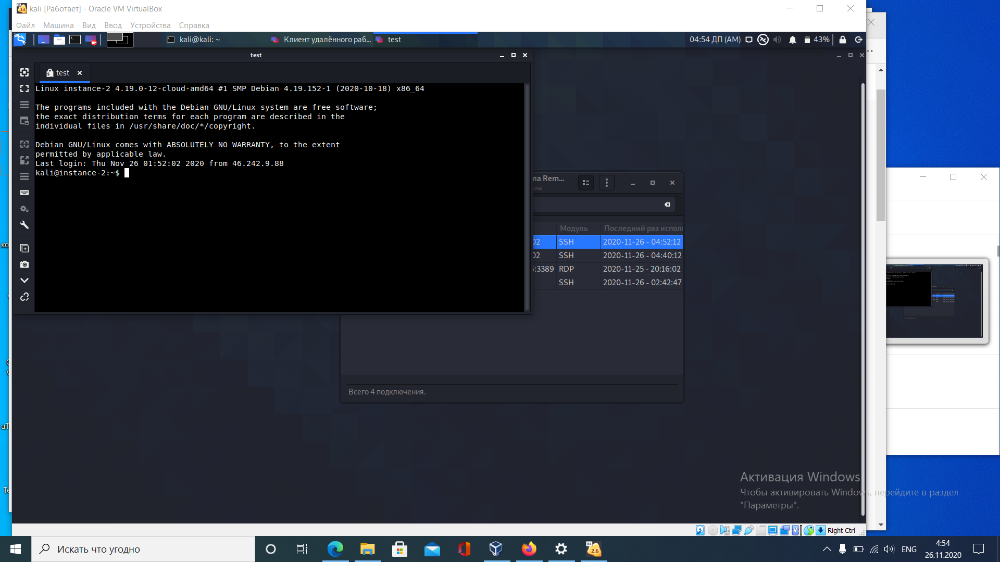 kali [Работает] - Oracle VM VirtualBox
Файл Машина Вид Ввод Устройства Справка
kali@kali: ~
Клиент удалённого раб...
test
04:54 ДП (AM)
43%
test
test
Linux instance-2 4.19.0-12-cloud-amd64 #1 SMP Debian 4.19.152-1 (2020-10-18) x86_64
The programs included with the Debian GNU/Linux system are free software;
the exact distribution terms for each program are described in the
individual files in /usr/share/doc/*/copyright.
Debian GNU/Linux comes with ABSOLUTELY NO WARRANTY, to the extent
permitted by applicable law.
Last login: Thu Nov 26 01:52:02 2020 from 46.242.9.88
kali@instance-2:~$
ла Rem...
ола
Модуль Последний раз испол
02 SSH 2020-11-26 - 04:52:12
02 SSH 2020-11-26 - 04:40:12
:3389 RDP 2020-11-25 - 20:16:02
SSH 2020-11-26 - 02:42:47
Всего 4 подключения.
Активация Windows
Чтобы активировать Windows, перейдите в раздел
"Параметры".
Right Ctrl
Искать что угодно
64
2.6
ENG
4:54
26.11.2020